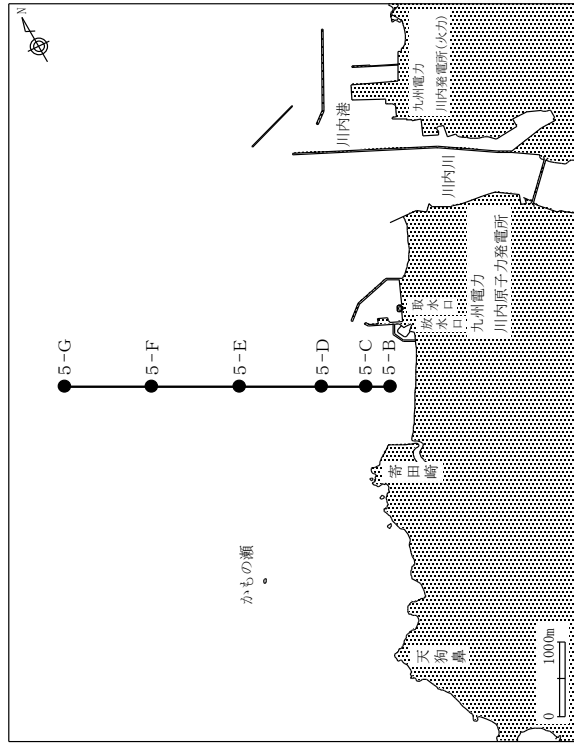 N
九州電力
川内発電所(火力)
川内港
川内川
九州電力
川内原子力発電所
取水口
放水口
5-G
5-F
5-E
5-D
5-C
5-B
寄田崎
かもの瀬
天狗鼻
0 1000m